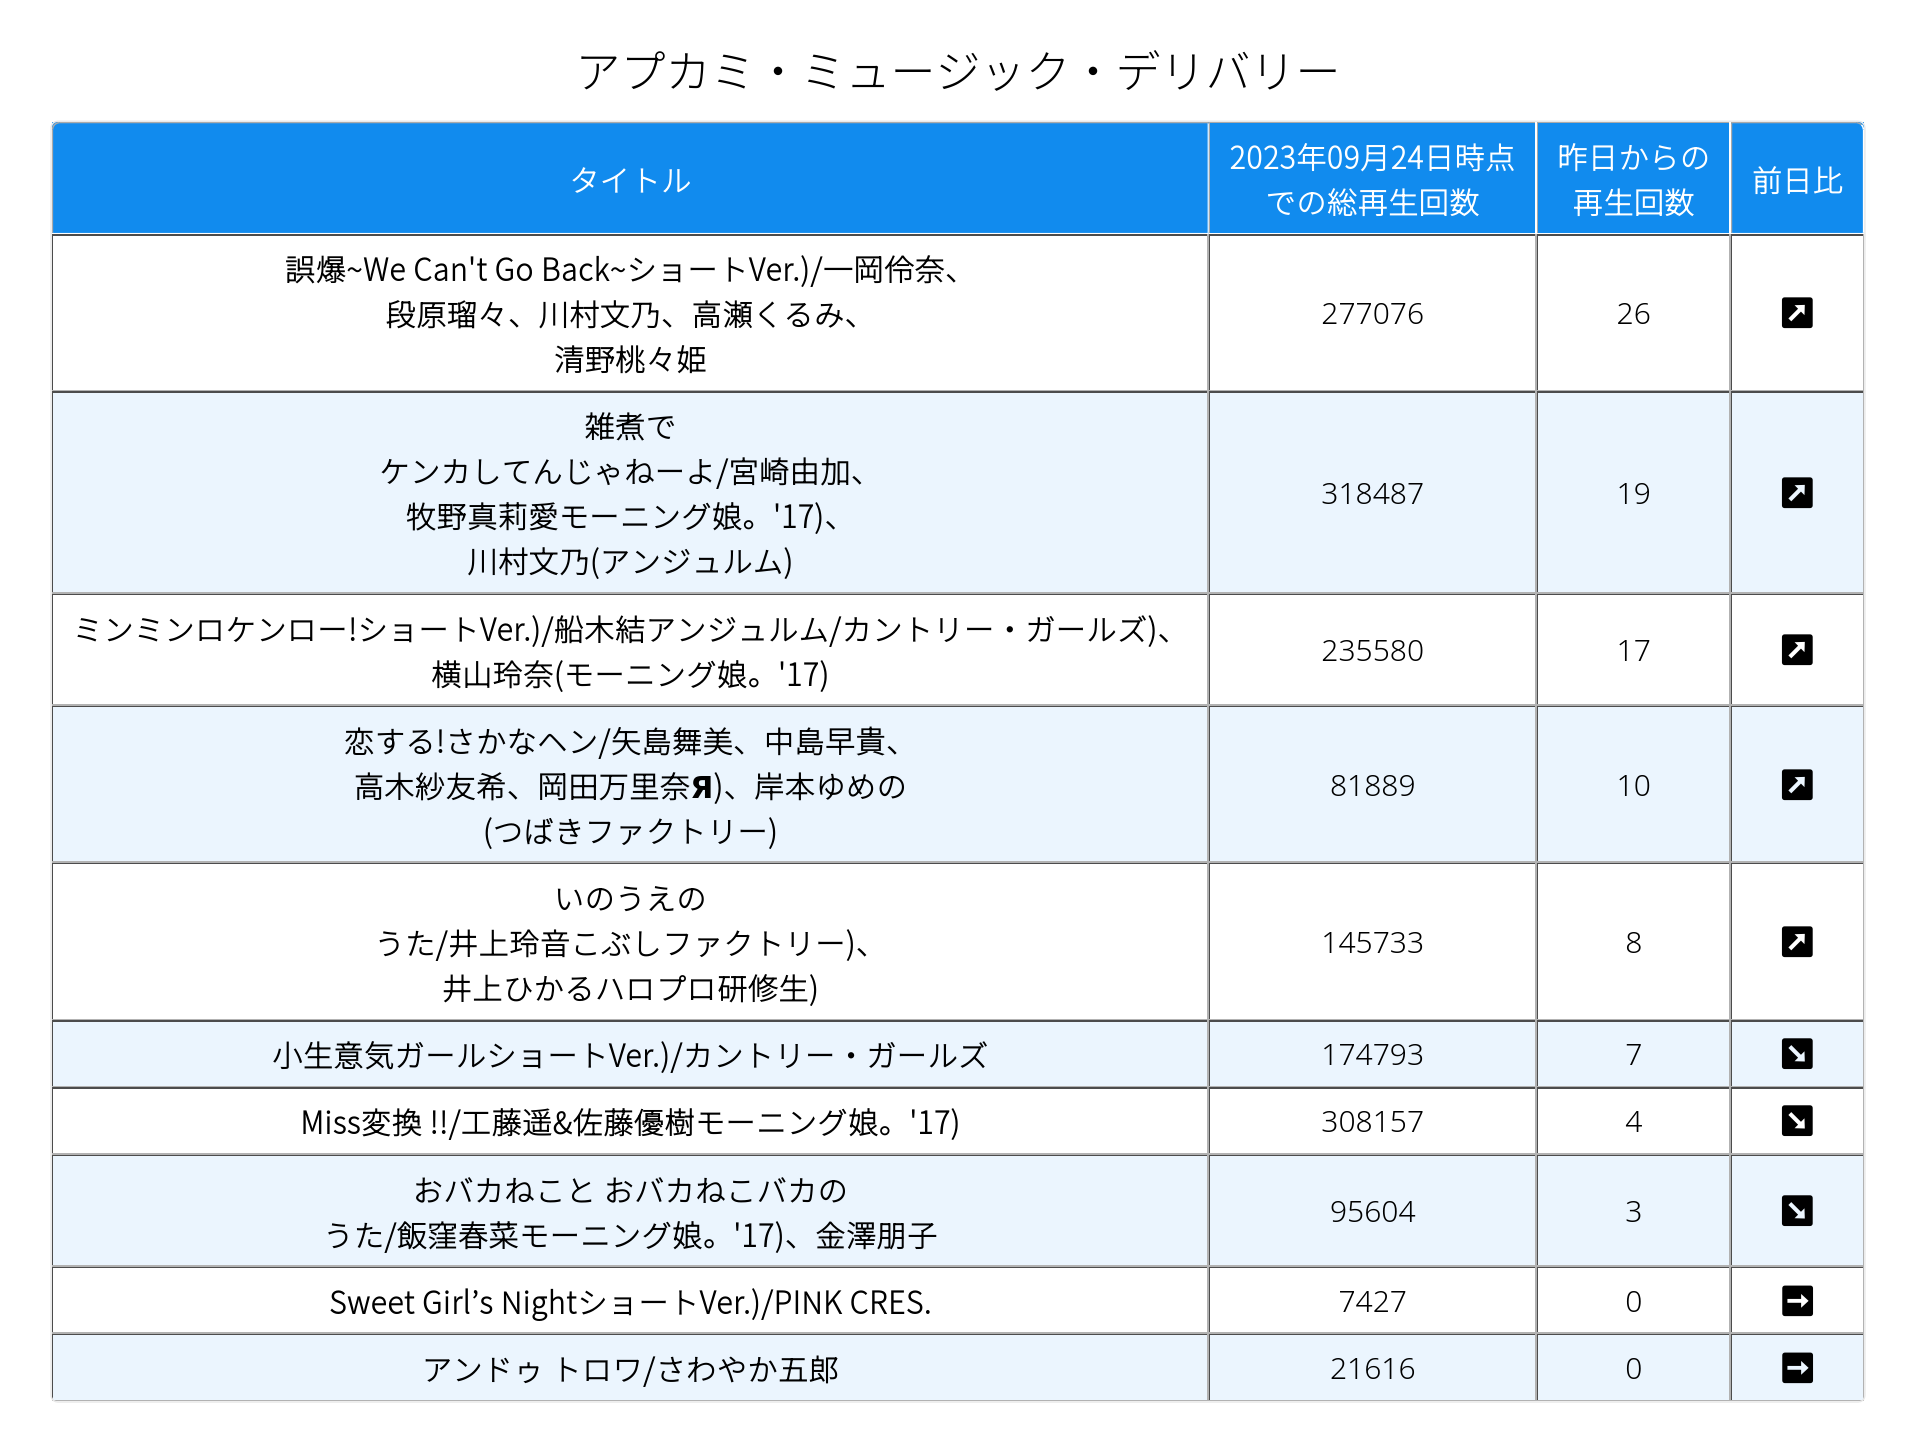 アプカミ・ミュージック・デリバリー
タイトル
2023年09月24日時点
での総再生回数
昨日からの
再生回数
前日比
誤爆~We Can't Go Back~ショートVer.)/一岡伶奈、
段原瑠々、川村文乃、高瀬くるみ、
清野桃々姫
277076
26
↗
雑煮で
ケンカしてんじゃねーよ/宮崎由加、
牧野真莉愛モーニング娘。'17)、
川村文乃(アンジュルム)
318487
19
↗
ミンミンロケンロー!ショートVer.)/船木結アンジュルム/カントリー・ガールズ)、
横山玲奈(モーニング娘。'17)
235580
17
↗
恋する!さかなヘン/矢島舞美、中島早貴、
高木紗友希、岡田万里奈Я)、岸本ゆめの
(つばきファクトリー)
81889
10
↗
いのうえの
うた/井上玲音こぶしファクトリー)、
井上ひかるハロプロ研修生)
145733
8
↗
小生意気ガールショートVer.)/カントリー・ガールズ
174793
7
↘
Miss変換 !!/工藤遥&佐藤優樹モーニング娘。'17)
308157
4
↘
おバカねこと おバカねこバカの
うた/飯窪春菜モーニング娘。'17)、金澤朋子
95604
3
↘
Sweet Girl’s NightショートVer.)/PINK CRES.
7427
0
→
アンドゥ トロワ/さわやか五郎
21616
0
→